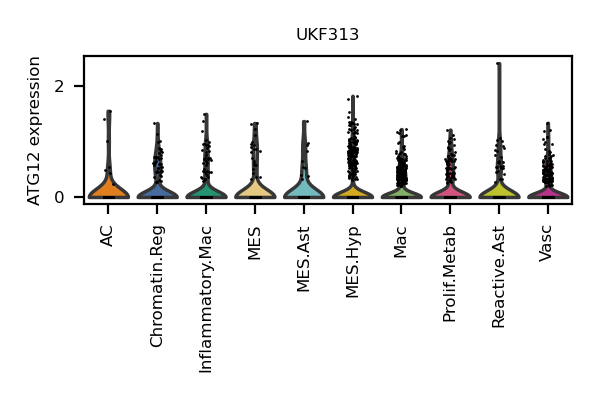 UKF313
ATG12 expression
2
0
AC
Chromatin.Reg
Inflammatory.Mac
MES
MES.Ast
MES.Hyp
Mac
Prolif.Metab
Reactive.Ast
Vasc